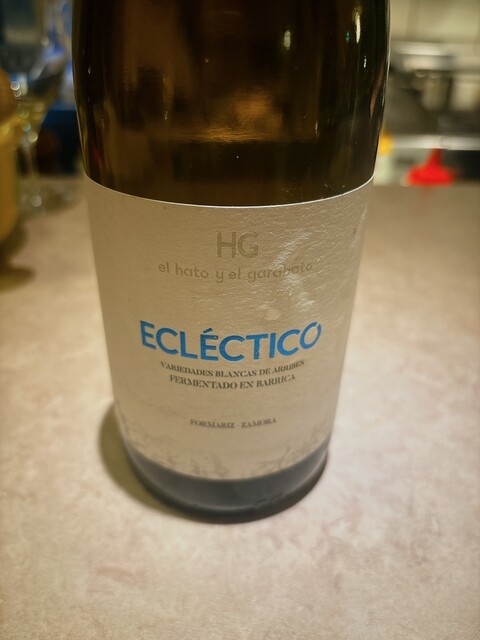 HG
el hato y el garabato
ECLÉCTICO
VARIEDADES BLANCAS DE ARRIBES
FERMENTADO EN BARRICA
FORMARIZ - ZAMORA